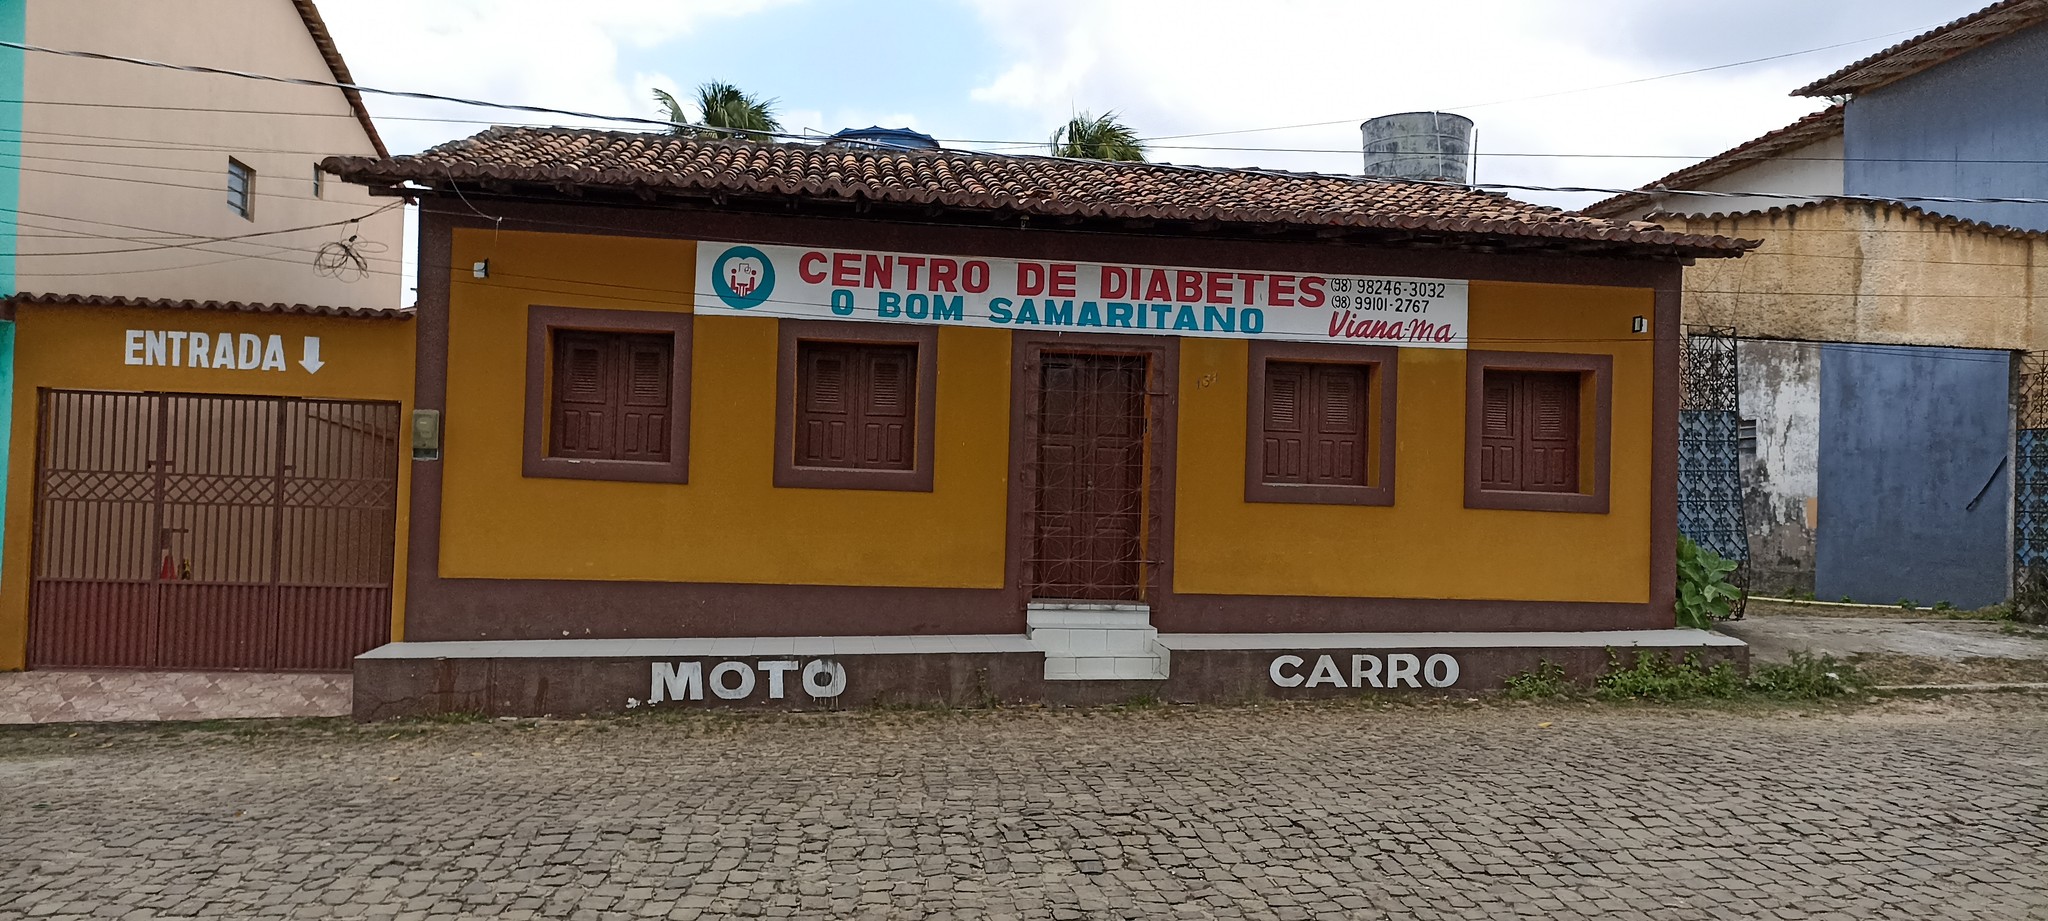 CENTRO DE DIABETES
O BOM SAMARITANO
(98) 98246-3032
(98) 99101-2767
Viana-Ma
ENTRADA
MOTO
CARRO